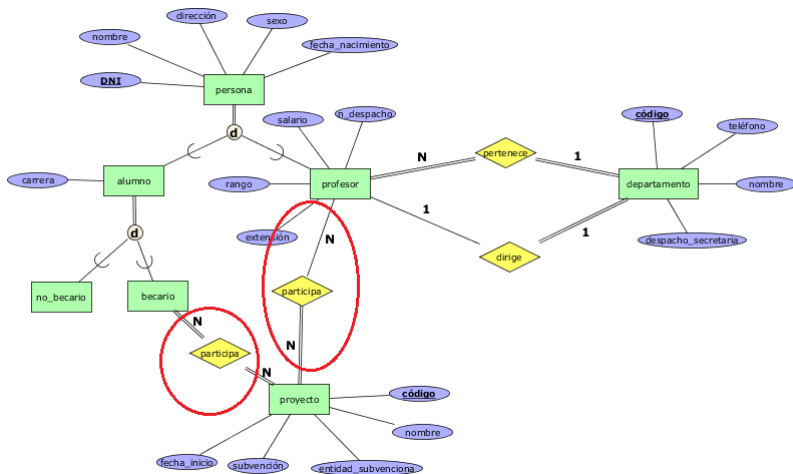 dirección
sexo
nombre
fecha_nacimiento
DNI
persona
n_despacho
salario
código
teléfono
d
pertenece
N
1
carrera
alumno
rango
profesor
departamento
nombre
1
extensión
N
1
despacho_secretaria
d
dirige
no_becario
becario
participa
N
participa
N
N
código
proyecto
nombre
fecha_inicio
subvención
entidad_subvenciona